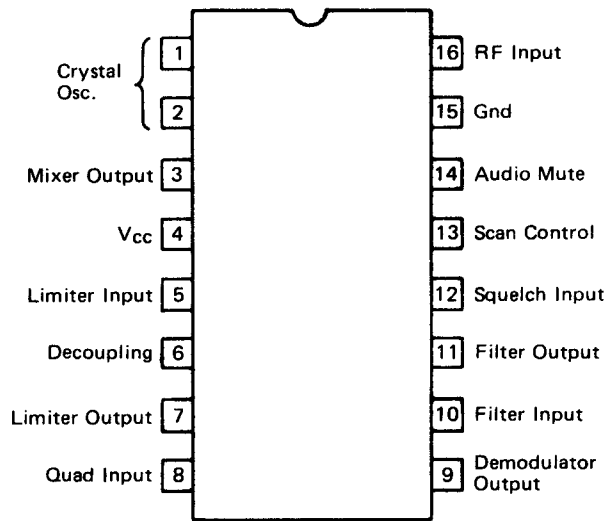 Crystal
Osc.
1
2
Mixer Output 3
Vcc 4
Limiter Input 5
Decoupling 6
Limiter Output 7
Quad Input 8
16 RF Input
15 Gnd
14 Audio Mute
13 Scan Control
12 Squelch Input
11 Filter Output
10 Filter Input
9 Demodulator
Output